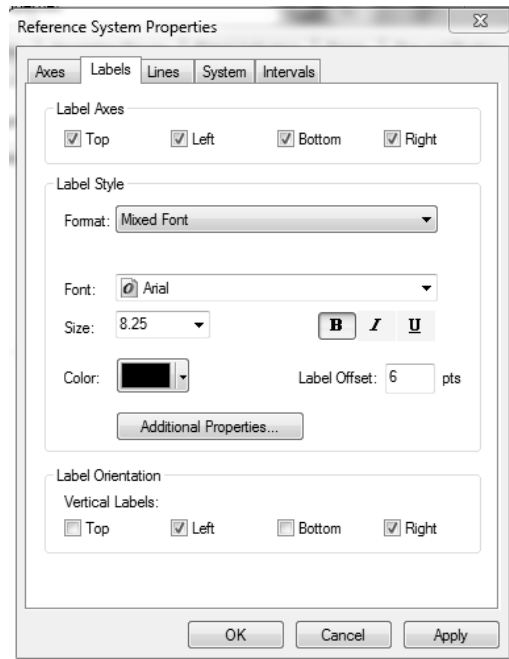 Reference System Properties
Axes Labels Lines System Intervals
Label Axes
Top Left Bottom Right
Label Style
Format: Mixed Font
Font: Arial
Size: 8.25 B I U
Color: Label Offset: 6 pts
Additional Properties...
Label Orientation
Vertical Labels:
Top Left Bottom Right
OK Cancel Apply